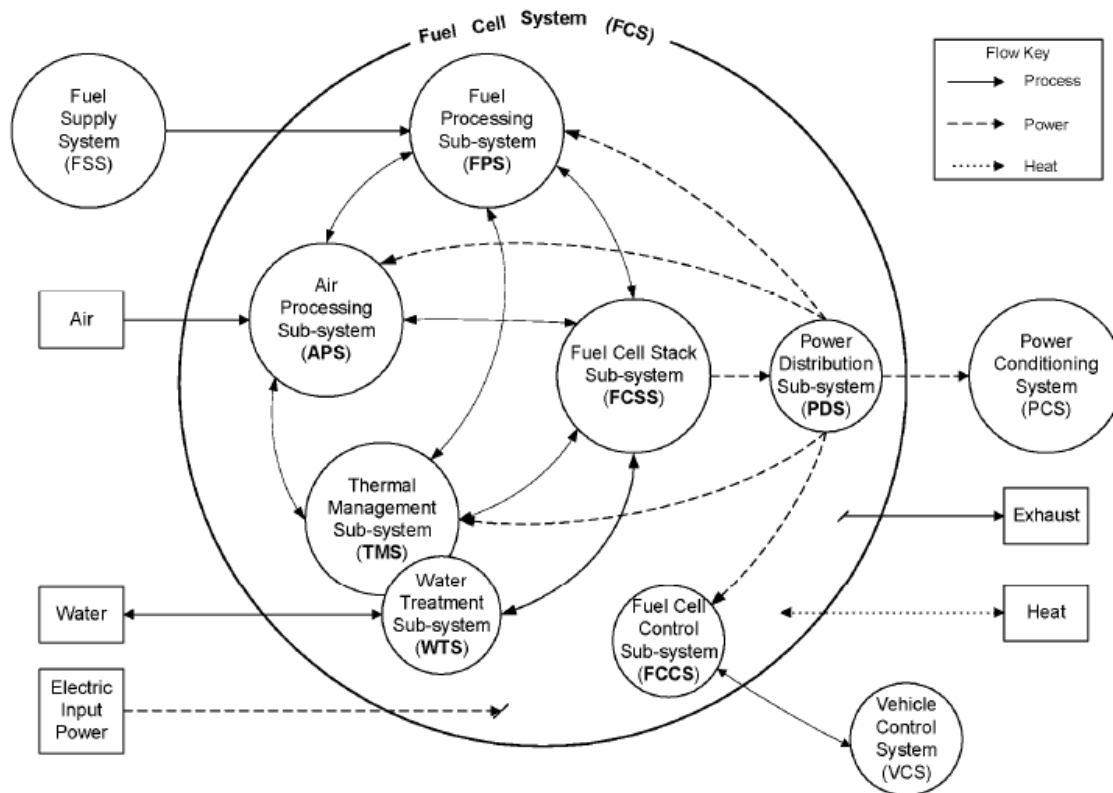 Fuel Cell System (FCS)
Flow Key
Process
Power
Heat
Fuel
Supply
System
(FSS)
Fuel
Processing
Sub-system
(FPS)
Air
Air
Processing
Sub-system
(APS)
Fuel Cell Stack
Sub-system
(FCSS)
Power
Distribution
Sub-system
(PDS)
Power
Conditioning
System
(PCS)
Thermal
Management
Sub-system
(TMS)
Exhaust
Water
Water
Treatment
Sub-system
(WTS)
Fuel Cell
Control
Sub-system
(FCCS)
Heat
Electric
Input
Power
Vehicle
Control
System
(VCS)